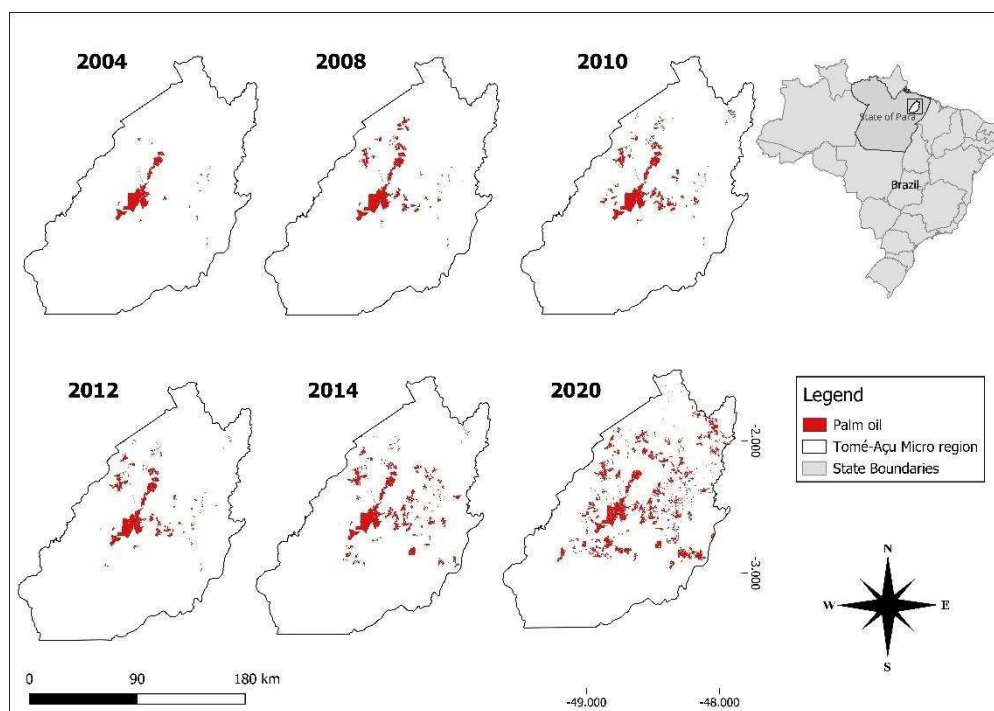 2004
2008
2010
State of Pará
Brazil
2012
2014
2020
-2.000
-3.000
Legend
Palm oil
Tomé-Açu Micro region
State Boundaries
N
W
E
S
0
90
180 km
-49.000
-48.000